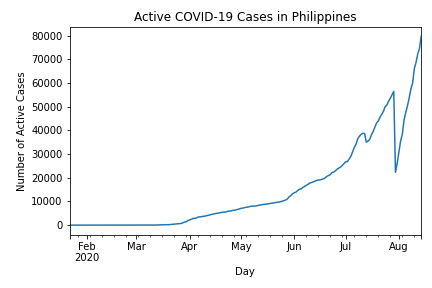 Active COVID-19 Cases in Philippines
80000
70000
60000
50000
40000
30000
20000
10000
0
Number of Active Cases
Feb Mar Apr May Jun Jul Aug
2020
Day